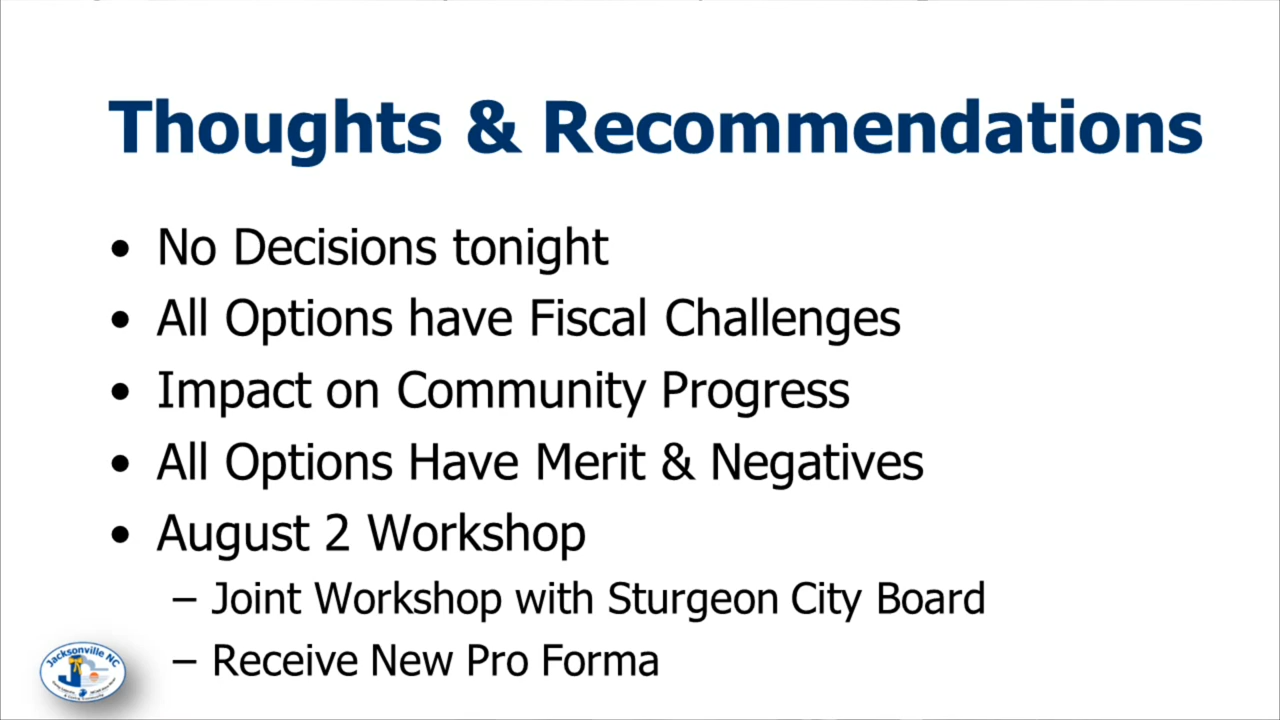 Thoughts & Recommendations
• No Decisions tonight
• All Options have Fiscal Challenges
• Impact on Community Progress
• All Options Have Merit & Negatives
• August 2 Workshop
– Joint Workshop with Sturgeon City Board
– Receive New Pro Forma
Jacksonville NC